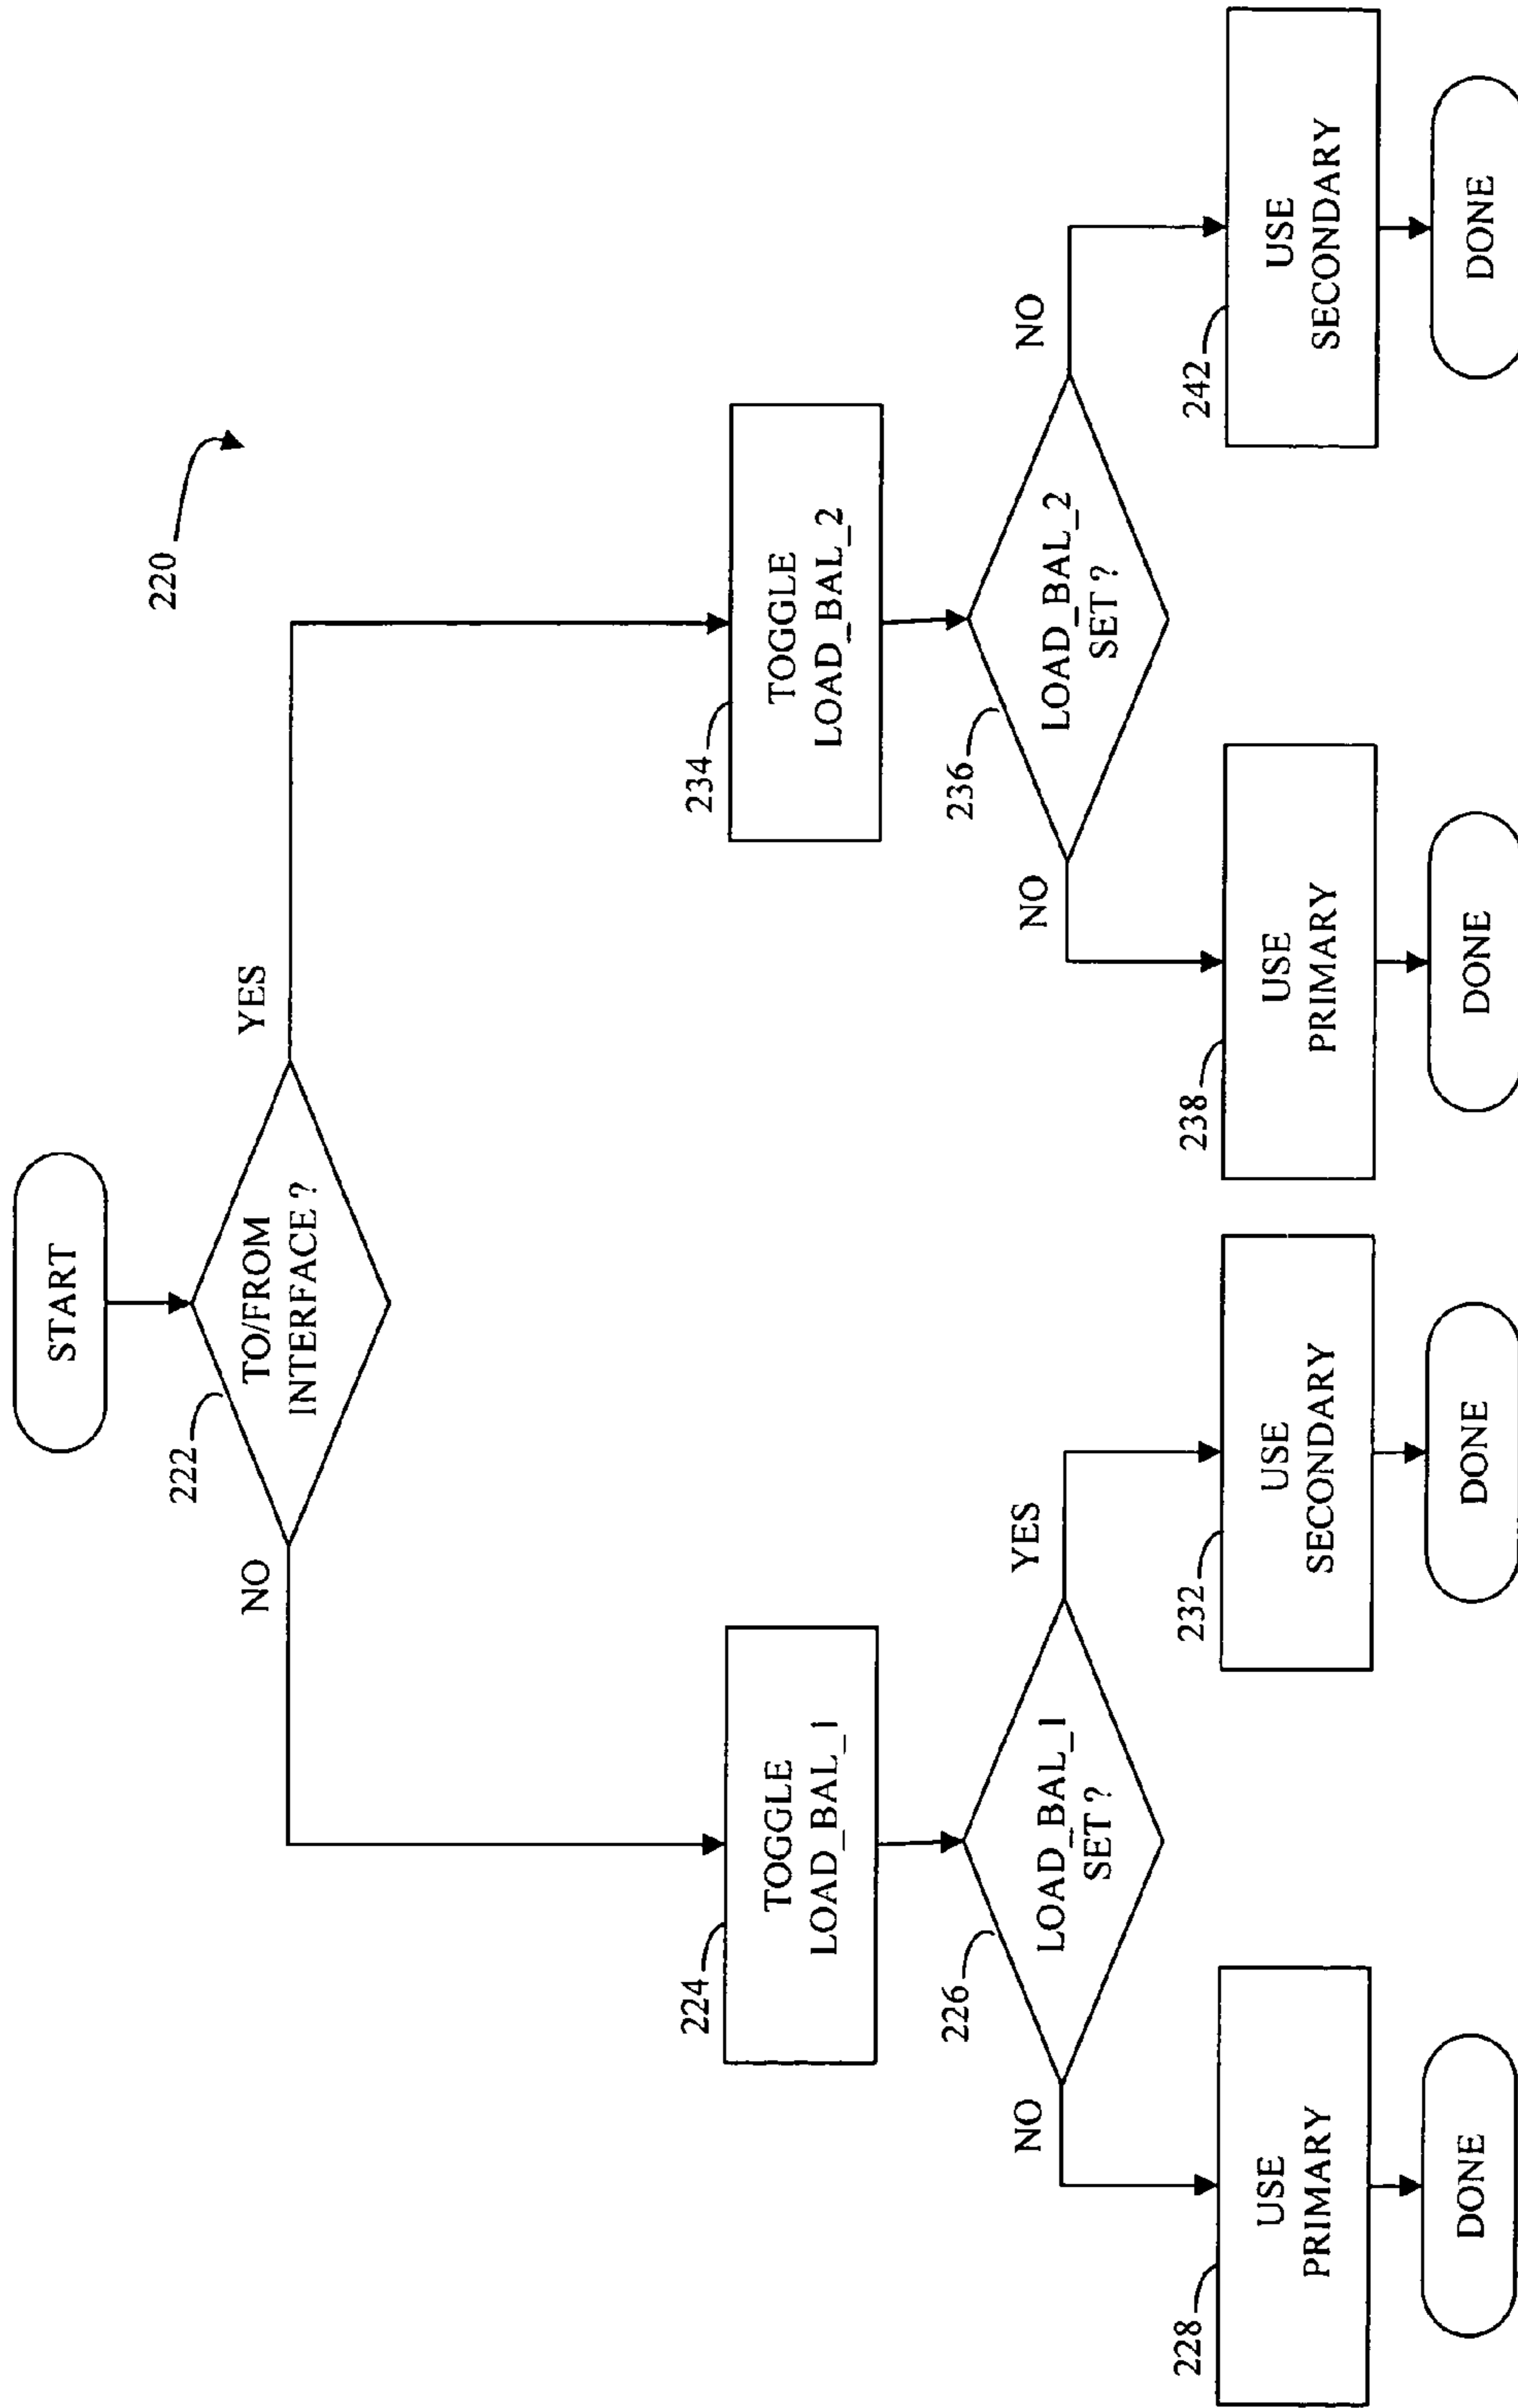 220
START
222
TO/FROM
INTERFACE ?
NO
YES
224
TOGGLE
LOAD_BAL_1
234
TOGGLE
LOAD_BAL_2
226
LOAD_BAL_1
SET ?
NO
YES
236
LOAD_BAL_2
SET ?
NO
NO
228
USE
PRIMARY
232
USE
SECONDARY
238
USE
PRIMARY
242
USE
SECONDARY
DONE
DONE
DONE
DONE